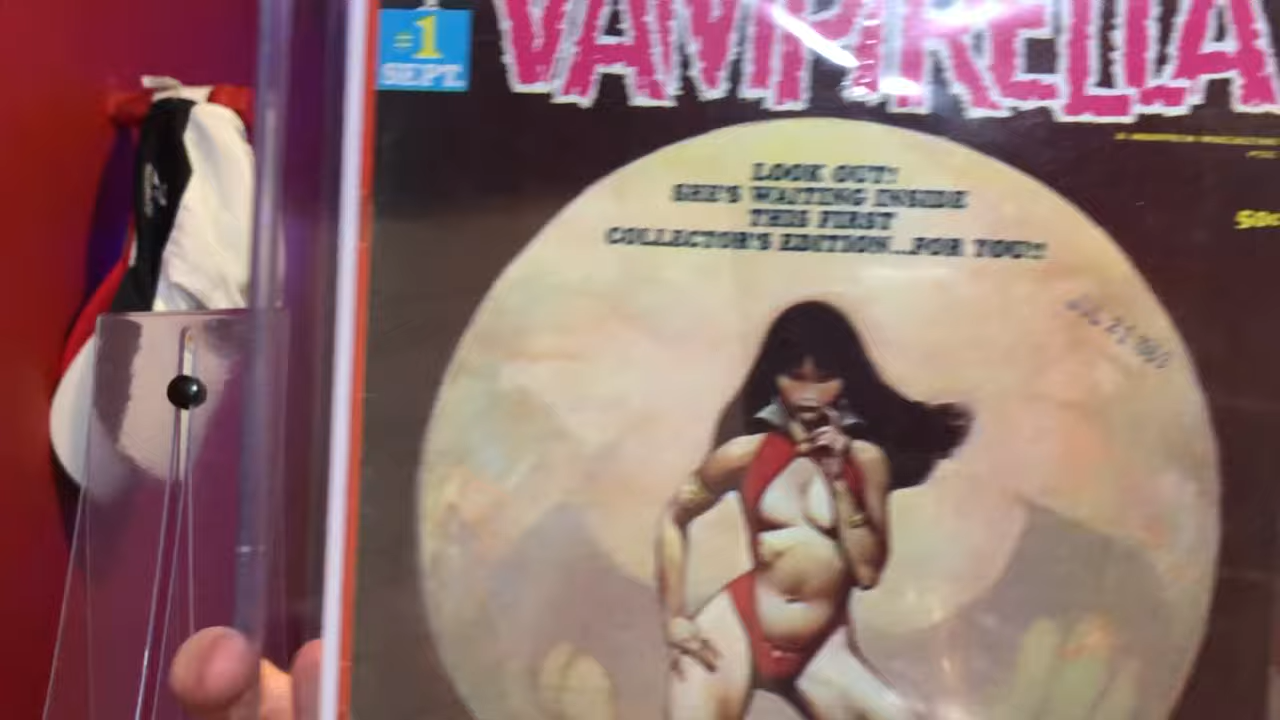 #1
SEPT.
VAMPIRELLA
LOOK OUT!
SHE'S WAITING INSIDE
THIS FIRST
COLLECTOR'S EDITION...FOR YOU!!